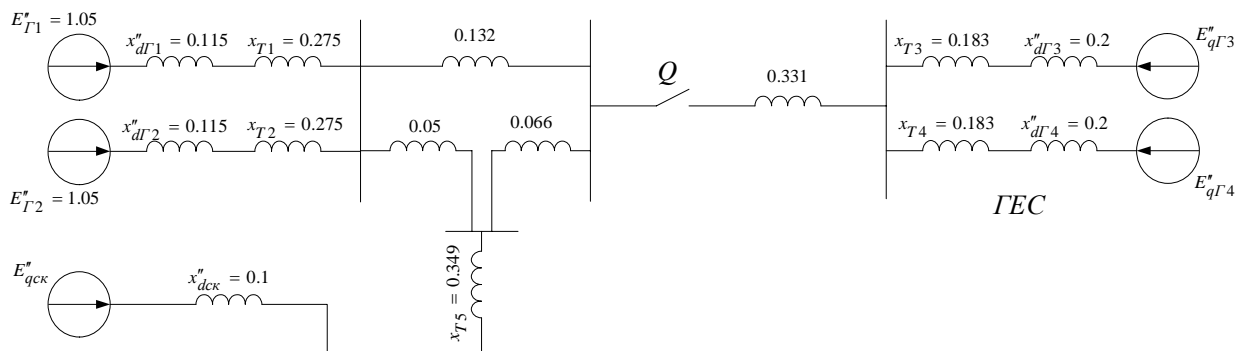 E″Г1 = 1.05
x″dГ1 = 0.115
xT1 = 0.275
0.132
Q
0.331
xT3 = 0.183
x″dГ3 = 0.2
E″qГ3
x″dГ2 = 0.115
xT2 = 0.275
0.05
0.066
xT4 = 0.183
x″dГ4 = 0.2
E″Г2 = 1.05
E″qГ4
ГЕС
E″qск
x″dск = 0.1
xT5 = 0.349